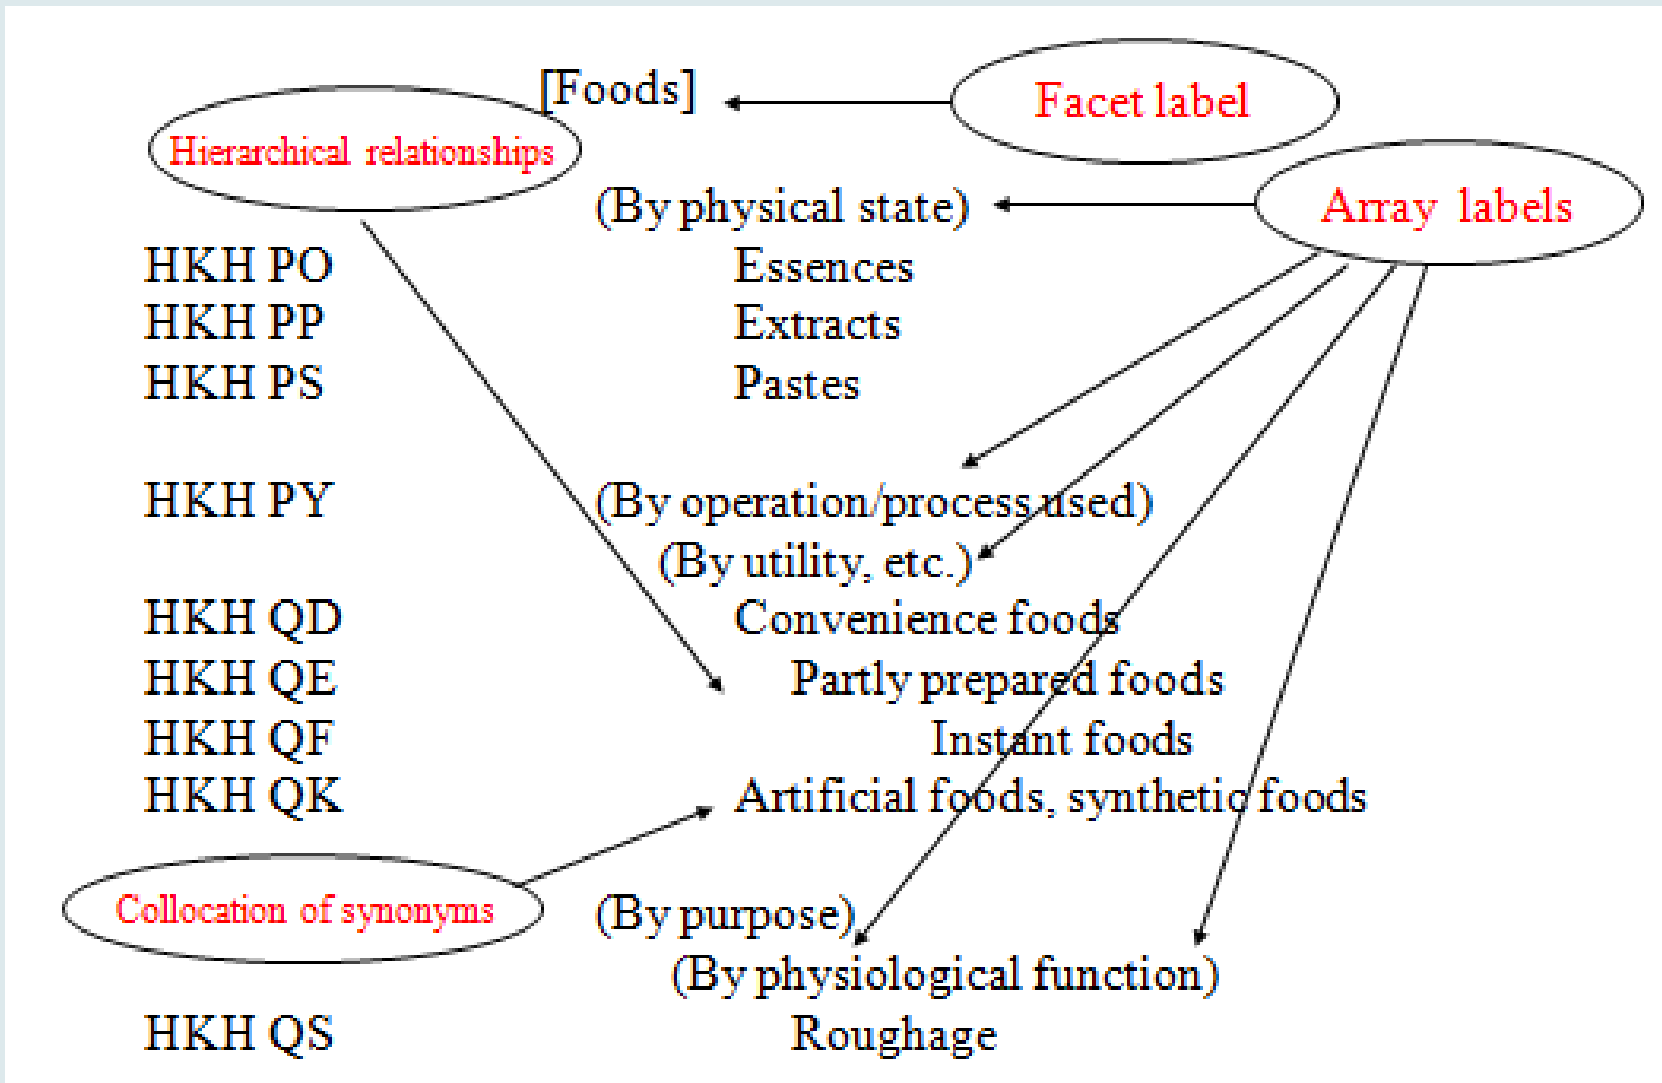 [Foods]
Facet label
Hierarchical relationships
(By physical state)
Array labels
HKH PO Essences
HKH PP Extracts
HKH PS Pastes
HKH PY (By operation/process used)
(By utility, etc.)
HKH QD Convenience foods
HKH QE Partly prepared foods
HKH QF Instant foods
HKH QK Artificial foods, synthetic foods
Collocation of synonyms
(By purpose)
(By physiological function)
HKH QS Roughage